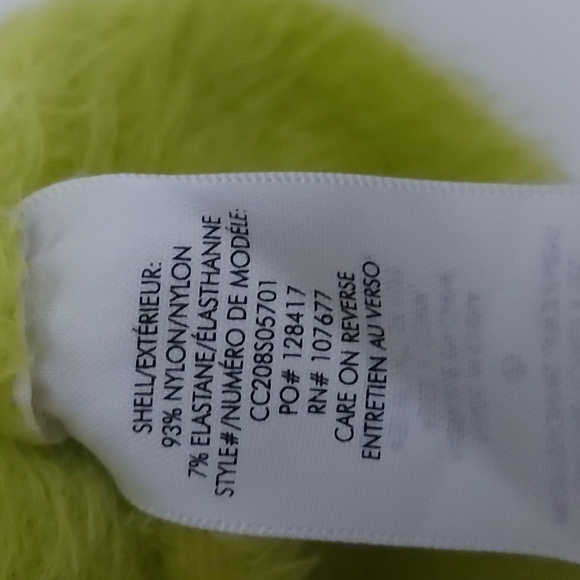 SHELL/EXTÉRIEUR:
93% NYLON/NYLON
7% ELASTANE/ÉLASTHANNE
STYLE#/NUMÉRO DE MODÉLE:
CC208S05701
PO# 128417
RN# 107677
CARE ON REVERSE
ENTRETIEN AU VERSO